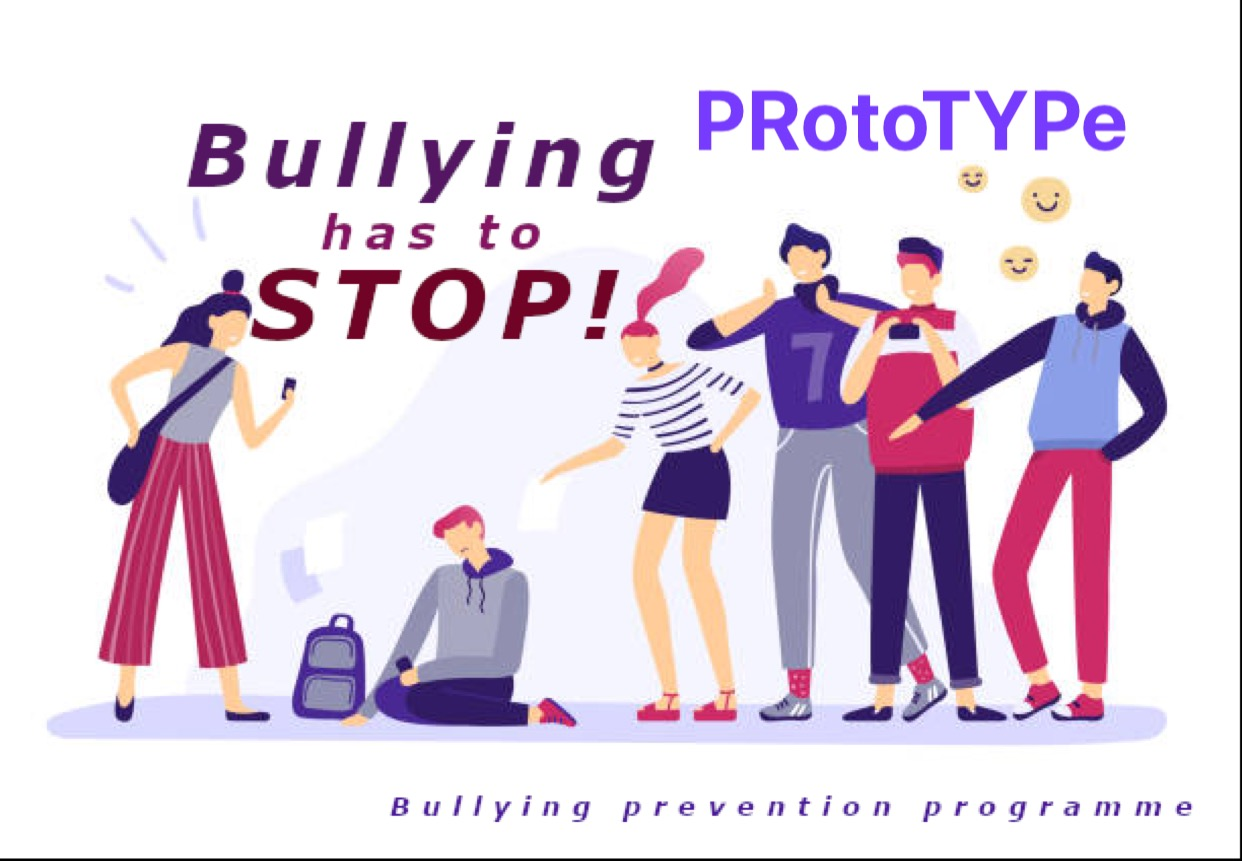 PRotoTYPe
Bullying
has to
STOP!
7
Bullying prevention programme